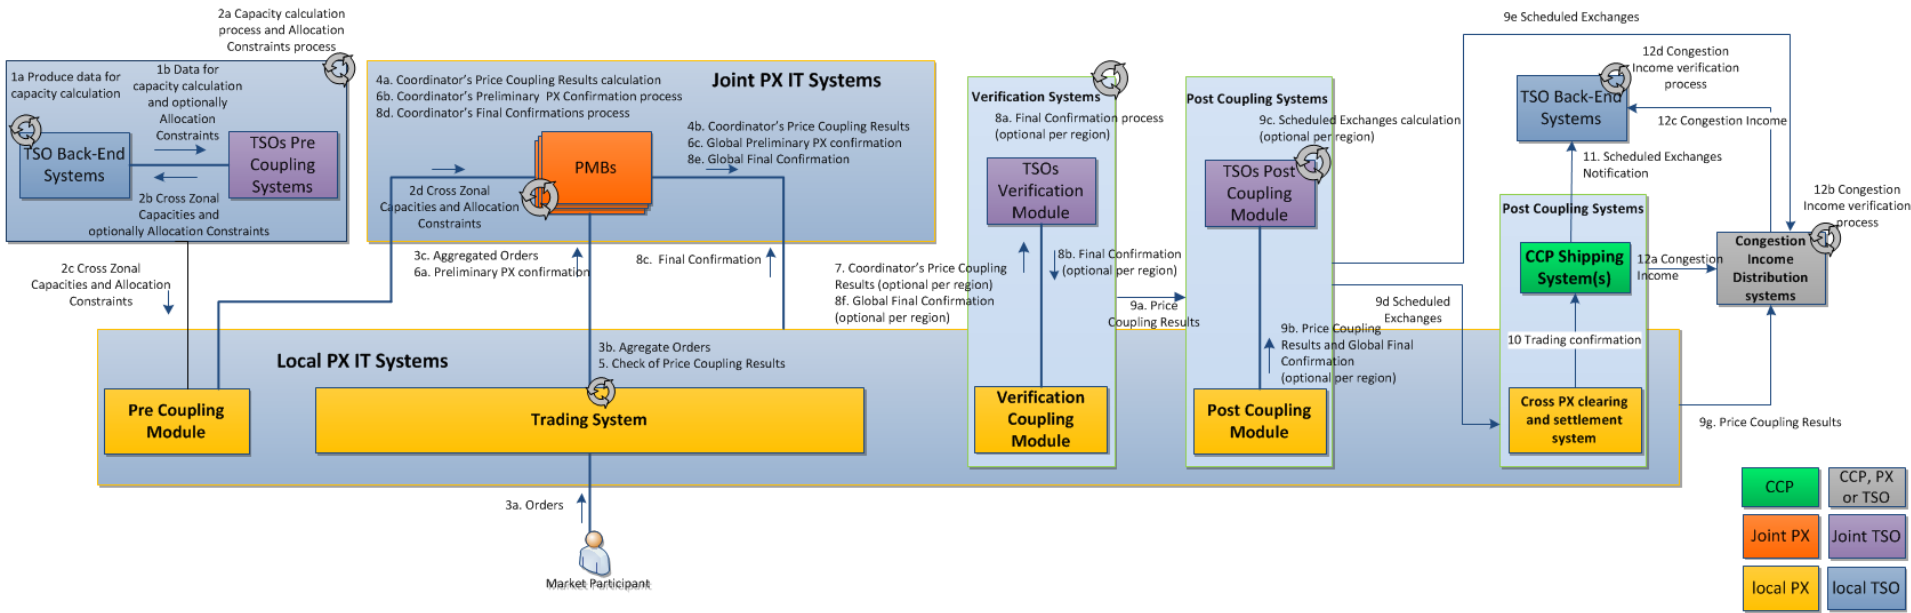 2a Capacity calculation
process and Allocation
Constraints process
1a Produce data for
capacity calculation
1b Data for
capacity calculation
and optionally
Allocation
Constraints
TSO Back-End
Systems
TSOs Pre
Coupling
Systems
2b Cross Zonal
Capacities and
optionally Allocation Constraints
2c Cross Zonal
Capacities and Allocation
Constraints
Joint PX IT Systems
4a. Coordinator's Price Coupling Results calculation
6b. Coordinator's Preliminary PX Confirmation process
8d. Coordinator's Final Confirmations process
PMBs
4b. Coordinator's Price Coupling Results
6c. Global Preliminary PX confirmation
8e. Global Final Confirmation
2d Cross Zonal
Capacities and Allocation
Constraints
3c. Aggregated Orders
6a. Preliminary PX confirmation
8c. Final Confirmation
Local PX IT Systems
3b. Agregate Orders
5. Check of Price Coupling Results
Pre Coupling
Module
Trading System
3a. Orders
Market Participant
Verification Systems
8a. Final Confirmation process
(optional per region)
TSOs
Verification
Module
7. Coordinator's Price Coupling
Results (optional per region)
8f. Global Final Confirmation
(optional per region)
8b. Final Confirmation
(optional per region)
Verification
Coupling
Module
9a. Price
Coupling Results
Post Coupling Systems
9c. Scheduled Exchanges calculation
(optional per region)
TSOs Post
Coupling
Module
9b. Price Coupling
Results and Global Final
Confirmation
(optional per region)
Post Coupling
Module
9d Scheduled
Exchanges
9e Scheduled Exchanges
12d Congestion
Income verification
process
TSO Back-End
Systems
12c Congestion Income
11. Scheduled Exchanges
Notification
Post Coupling Systems
CCP Shipping
System(s)
12a Congestion
Income
12b Congestion
Income verification
process
Congestion
Income
Distribution
systems
10 Trading confirmation
Cross PX clearing
and settlement
system
9g. Price Coupling Results
CCP
CCP, PX
or TSO
Joint PX
Joint TSO
local PX
local TSO